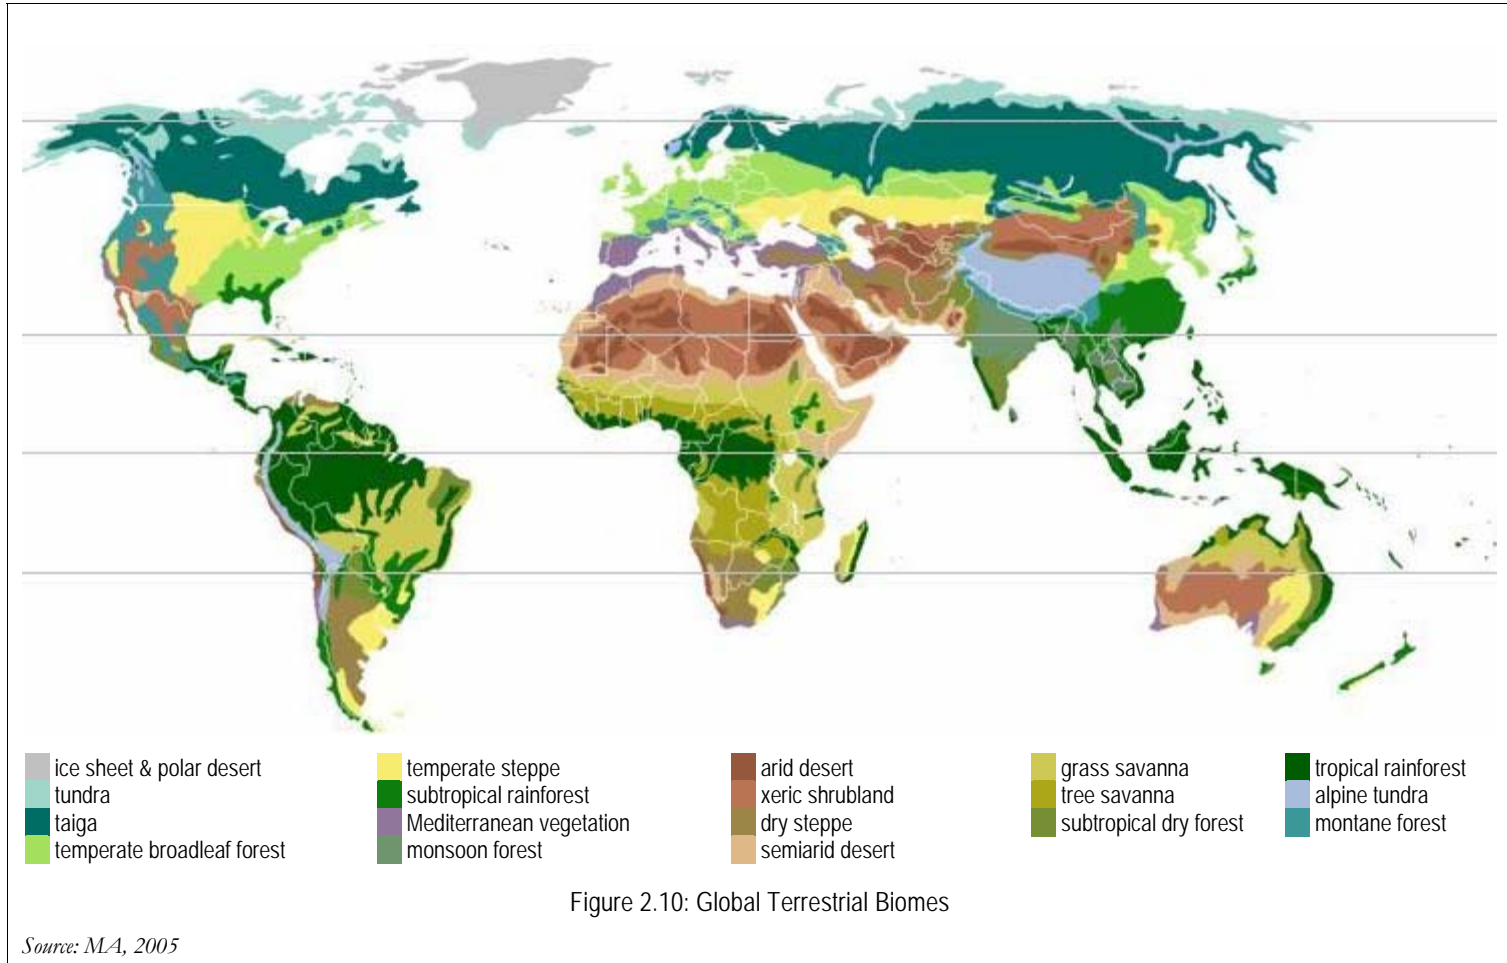 ice sheet & polar desert
tundra
taiga
temperate broadleaf forest
temperate steppe
subtropical rainforest
Mediterranean vegetation
monsoon forest
arid desert
xeric shrubland
dry steppe
semiarid desert
grass savanna
tree savanna
subtropical dry forest
tropical rainforest
alpine tundra
montane forest
Figure 2.10: Global Terrestrial Biomes
Source: MA, 2005